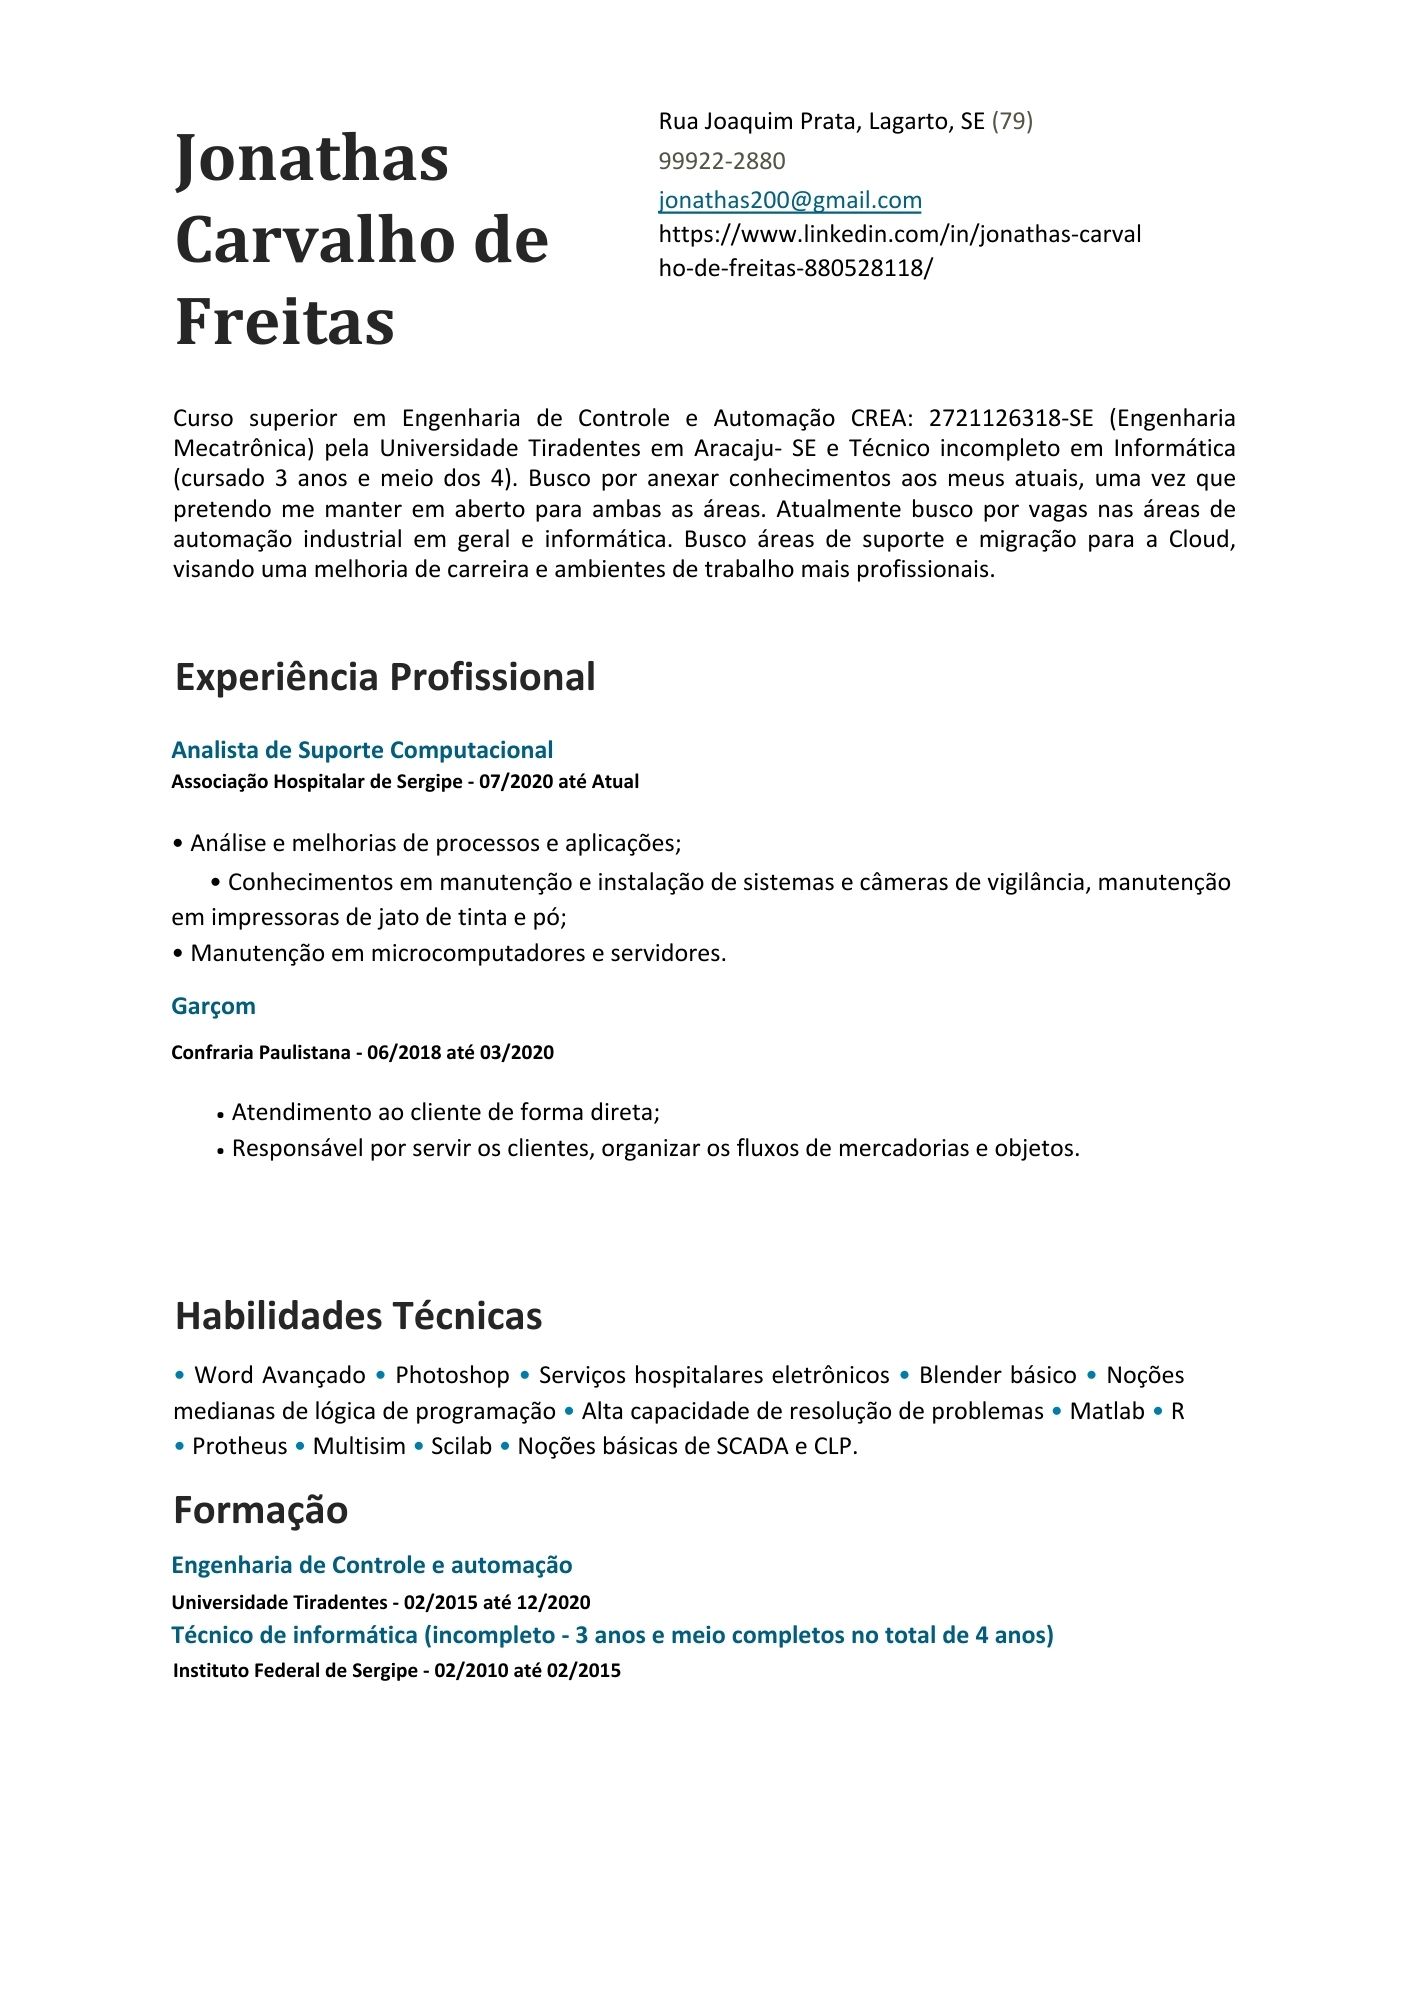 Jonathas
Carvalho de
Freitas
Rua Joaquim Prata, Lagarto, SE (79)
99922-2880
jonathas200@gmail.com
https://www.linkedin.com/in/jonathas-carval
ho-de-freitas-880528118/
Curso superior em Engenharia de Controle e Automação CREA: 2721126318-SE (Engenharia
Mecatrônica) pela Universidade Tiradentes em Aracaju- SE e Técnico incompleto em Informática
(cursado 3 anos e meio dos 4). Busco por anexar conhecimentos aos meus atuais, uma vez que
pretendo me manter em aberto para ambas as áreas. Atualmente busco por vagas nas áreas de
automação industrial em geral e informática. Busco áreas de suporte e migração para a Cloud,
visando uma melhoria de carreira e ambientes de trabalho mais profissionais.
Experiência Profissional
Analista de Suporte Computacional
Associação Hospitalar de Sergipe - 07/2020 até Atual
• Análise e melhorias de processos e aplicações;
• Conhecimentos em manutenção e instalação de sistemas e câmeras de vigilância, manutenção
em impressoras de jato de tinta e pó;
• Manutenção em microcomputadores e servidores.
Garçom
Confraria Paulistana - 06/2018 até 03/2020
• Atendimento ao cliente de forma direta;
• Responsável por servir os clientes, organizar os fluxos de mercadorias e objetos.
Habilidades Técnicas
• Word Avançado • Photoshop • Serviços hospitalares eletrônicos • Blender básico • Noções
medianas de lógica de programação • Alta capacidade de resolução de problemas • Matlab • R
• Protheus • Multisim • Scilab • Noções básicas de SCADA e CLP.
Formação
Engenharia de Controle e automação
Universidade Tiradentes - 02/2015 até 12/2020
Técnico de informática (incompleto - 3 anos e meio completos no total de 4 anos)
Instituto Federal de Sergipe - 02/2010 até 02/2015